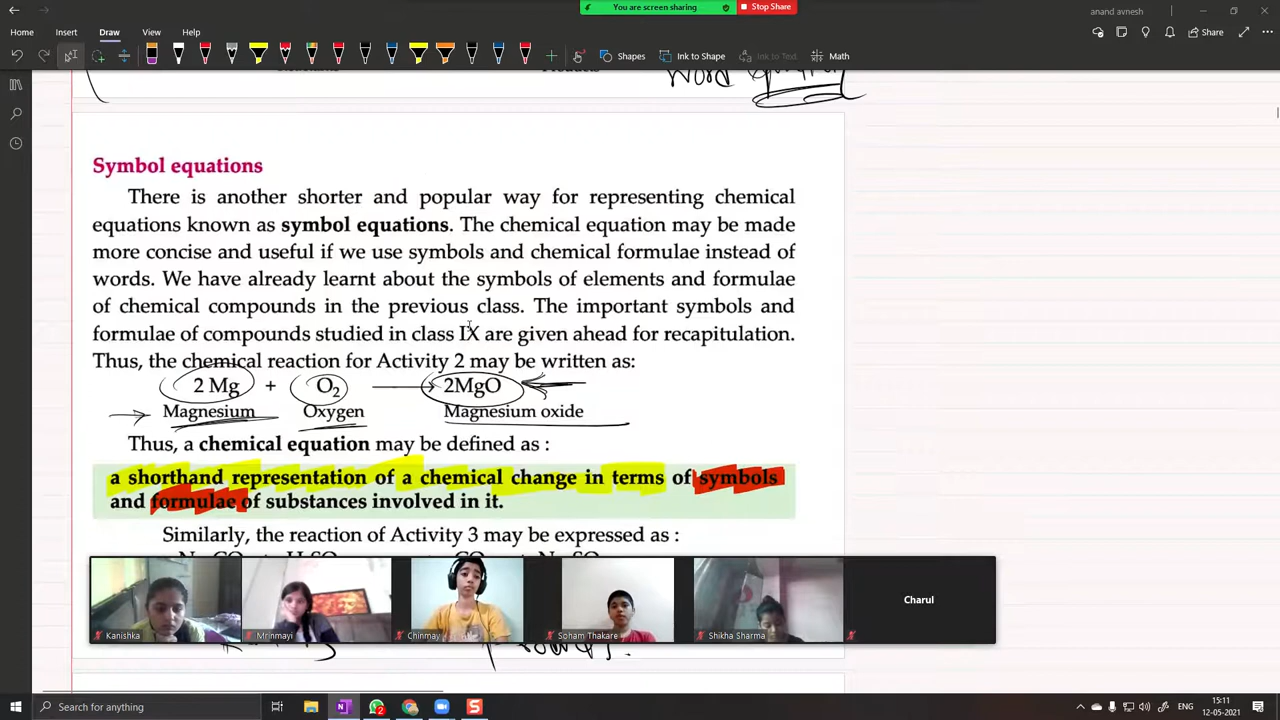 You are screen sharing
Stop Share
anand avnesh
Home Insert Draw View Help
Share
Shapes
Ink to Shape
Ink to Text
Math
Word
Symbol equations
There is another shorter and popular way for representing chemical
equations known as symbol equations. The chemical equation may be made
more concise and useful if we use symbols and chemical formulae instead of
words. We have already learnt about the symbols of elements and formulae
of chemical compounds in the previous class. The important symbols and
formulae of compounds studied in class IX are given ahead for recapitulation.
Thus, the chemical reaction for Activity 2 may be written as:
2 Mg + O₂ → 2MgO
Magnesium Oxygen Magnesium oxide
Thus, a chemical equation may be defined as :
a shorthand representation of a chemical change in terms of symbols
and formulae of substances involved in it.
Similarly, the reaction of Activity 3 may be expressed as :
Kanishka
Mrinmayi
Chinmay
Soham Thakare
Shikha Sharma
Charul
Search for anything
15:11
12-05-2021